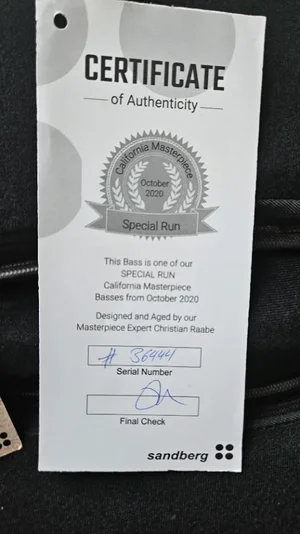 CERTIFICATE
of Authenticity
California Masterpiece
October
2020
Special Run
This Bass is one of our
SPECIAL RUN
California Masterpiece
Basses from October 2020
Designed and Aged by our
Masterpiece Expert Christian Raabe
# 36444
Serial Number
Final Check
sandberg